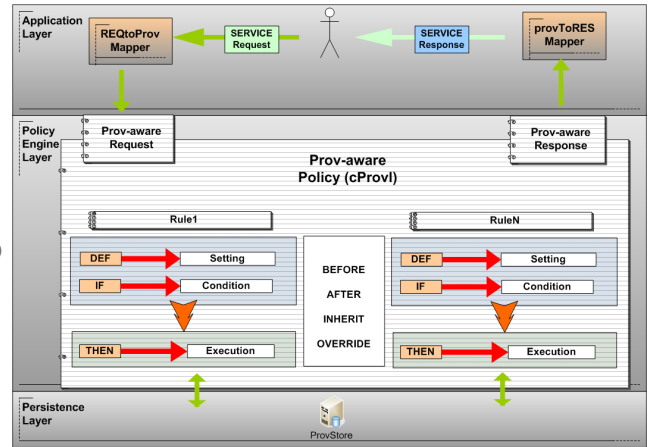 Application
Layer
REQtoProv
Mapper
SERVICE
Request
SERVICE
Response
provToRES
Mapper
Policy
Engine
Layer
Prov-aware
Request
Prov-aware
Response
Prov-aware
Policy (cProvl)
Rule1
RuleN
DEF
Setting
IF
Condition
THEN
Execution
BEFORE
AFTER
INHERIT
OVERRIDE
DEF
Setting
IF
Condition
THEN
Execution
Persistence
Layer
ProvStore